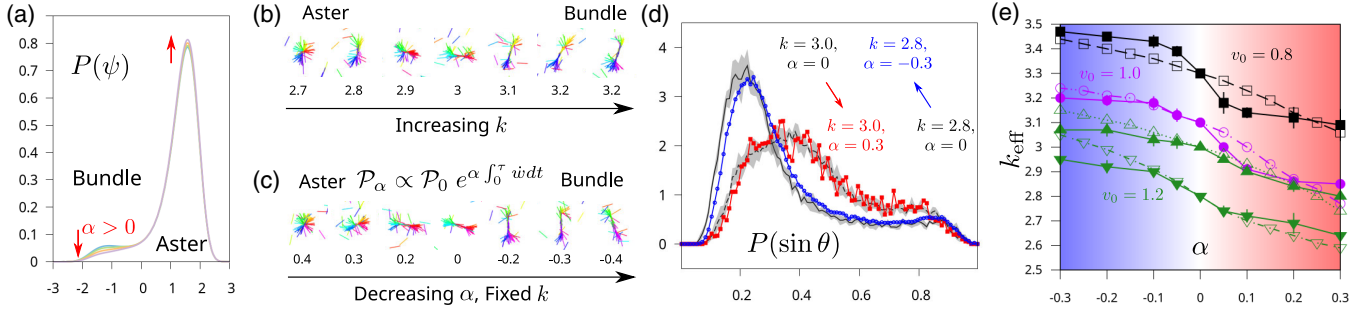 (a)
0.8
0.7
0.6
0.5
0.4
0.3
0.2
0.1
0
P(ψ)
Bundle
α > 0
Aster
-3 -2 -1 0 1 2 3
(b)
Aster Bundle
2.7 2.8 2.9 3 3.1 3.2 3.2
Increasing k
(c)
Aster 𝒫α ∝ 𝒫0 e^{α ∫_0^τ ẇdt} Bundle
0.4 0.3 0.2 0 -0.2 -0.3 -0.4
Decreasing α, Fixed k
(d)
4
3
2
1
0
k = 3.0,
α = 0
k = 2.8,
α = −0.3
k = 3.0,
α = 0.3
k = 2.8,
α = 0
P(sin θ)
0.2 0.4 0.6 0.8
(e)
k_eff
3.5
3.4
3.3
3.2
3.1
3
2.9
2.8
2.7
2.6
2.5
v0 = 0.8
v0 = 1.0
v0 = 1.2
α
-0.3 -0.2 -0.1 0 0.1 0.2 0.3